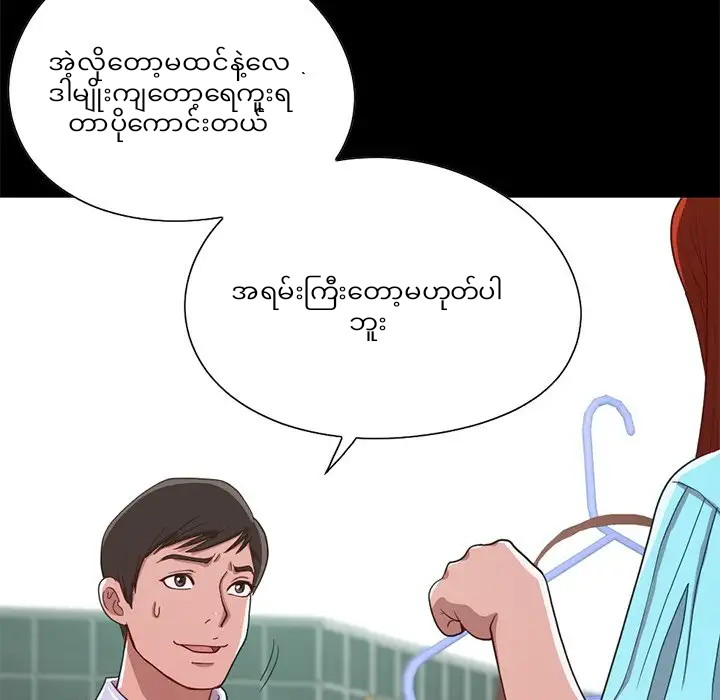 အဲ့လိုတော့မထင်နဲ့လေ
ဒါမျိုးကျတော့ရေကူးရ
တာပိုကောင်းတယ်
အရမ်းကြီးတော့မဟုတ်ပါ
ဘူး